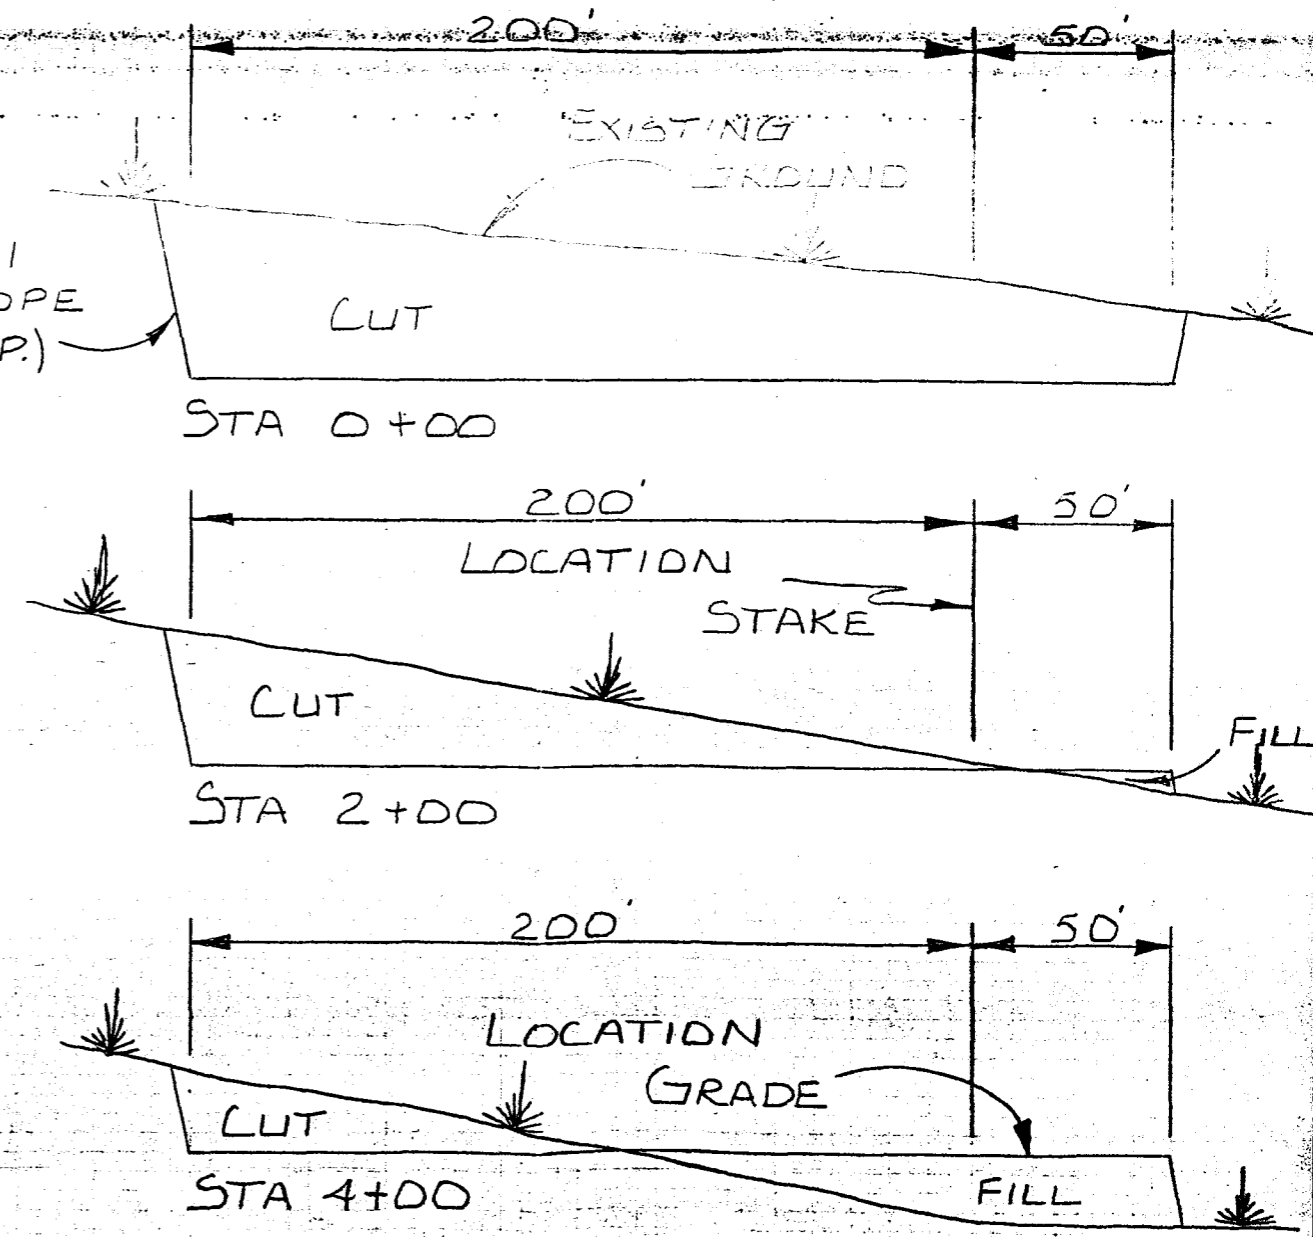 200' 50'
EXISTING
GROUND
1
CUT
P.)
STA 0+00
200' 50'
LOCATION
STAKE
CUT
FILL
STA 2+00
200' 50'
LOCATION
GRADE
CUT
FILL
STA 4+00